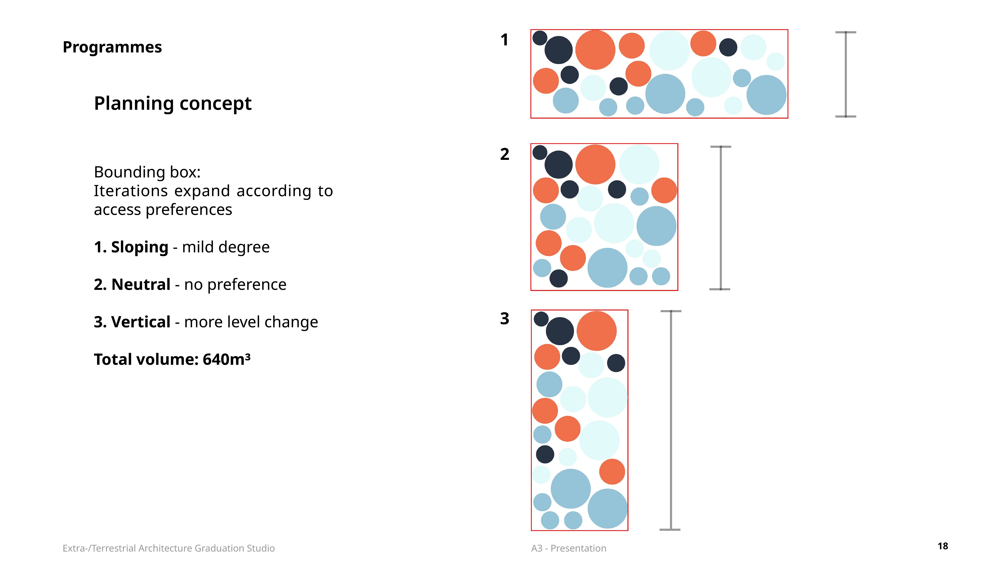 Programmes
Planning concept
Bounding box:
Iterations expand according to
access preferences
1. Sloping - mild degree
2. Neutral - no preference
3. Vertical - more level change
Total volume: 640m³
1
2
3
Extra-/Terrestrial Architecture Graduation Studio
A3 - Presentation
18